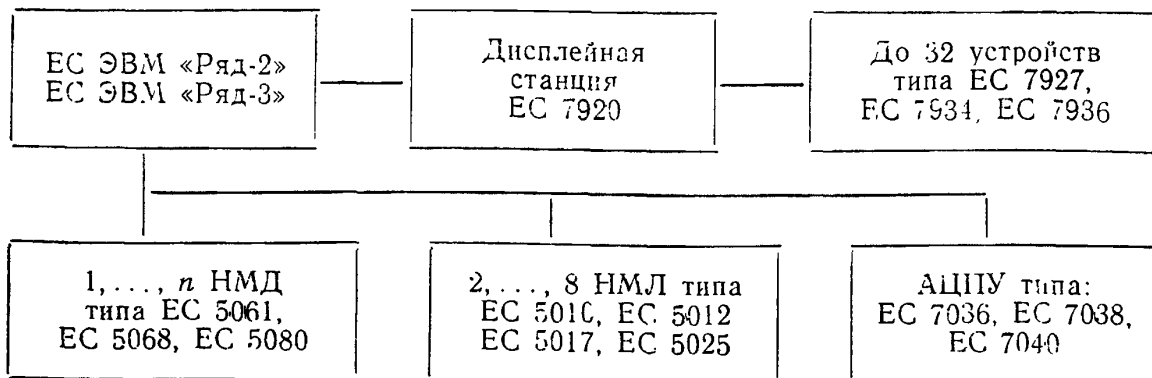 ЕС ЭВМ «Ряд-2»
ЕС ЭВМ «Ряд-3»
Дисплейная
станция
ЕС 7920
До 32 устройств
типа ЕС 7927,
ЕС 7934, ЕС 7936
1,..., n НМД
типа ЕС 5061,
ЕС 5068, ЕС 5080
2,..., 8 НМЛ типа
ЕС 5010, ЕС 5012
ЕС 5017, ЕС 5025
АЦПУ типа:
ЕС 7036, ЕС 7038,
ЕС 7040